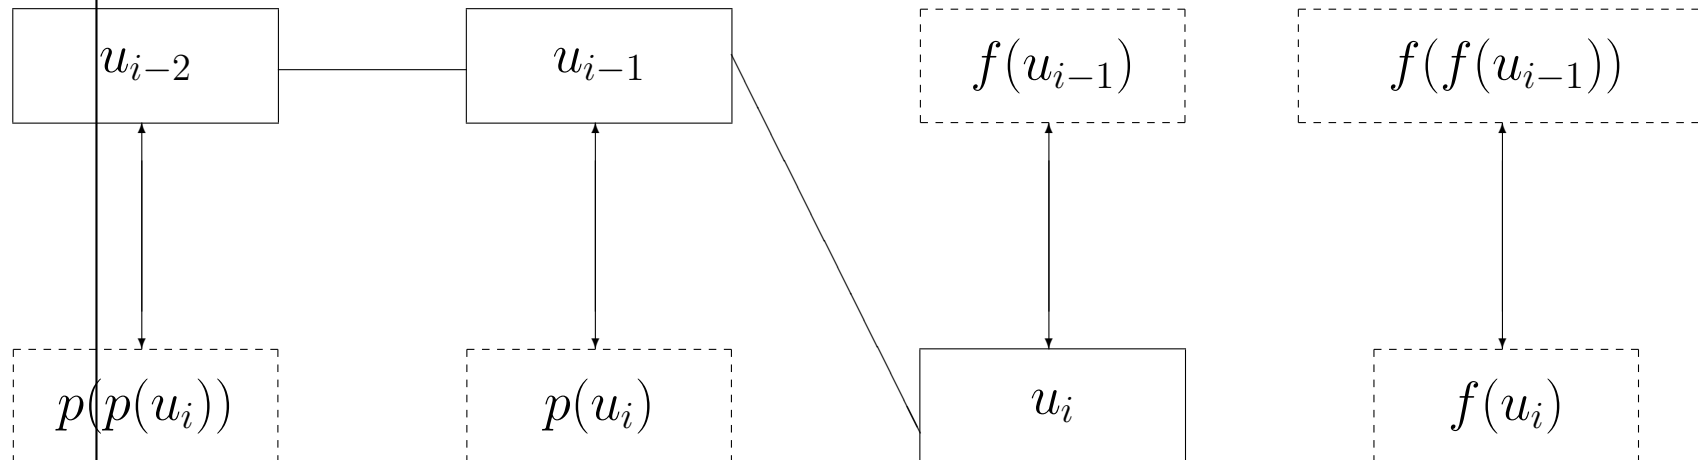 u_{i-2} u_{i-1} f(u_{i-1}) f(f(u_{i-1}))
p(p(u_i)) p(u_i) u_i f(u_i)